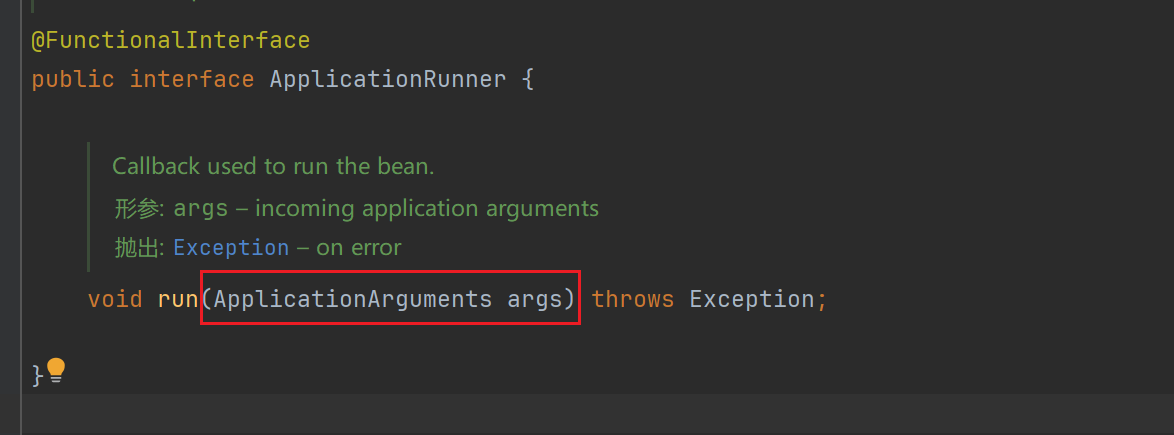 @FunctionalInterface
public interface ApplicationRunner {
Callback used to run the bean.
形参: args – incoming application arguments
抛出: Exception – on error
void run(ApplicationArguments args) throws Exception;
}